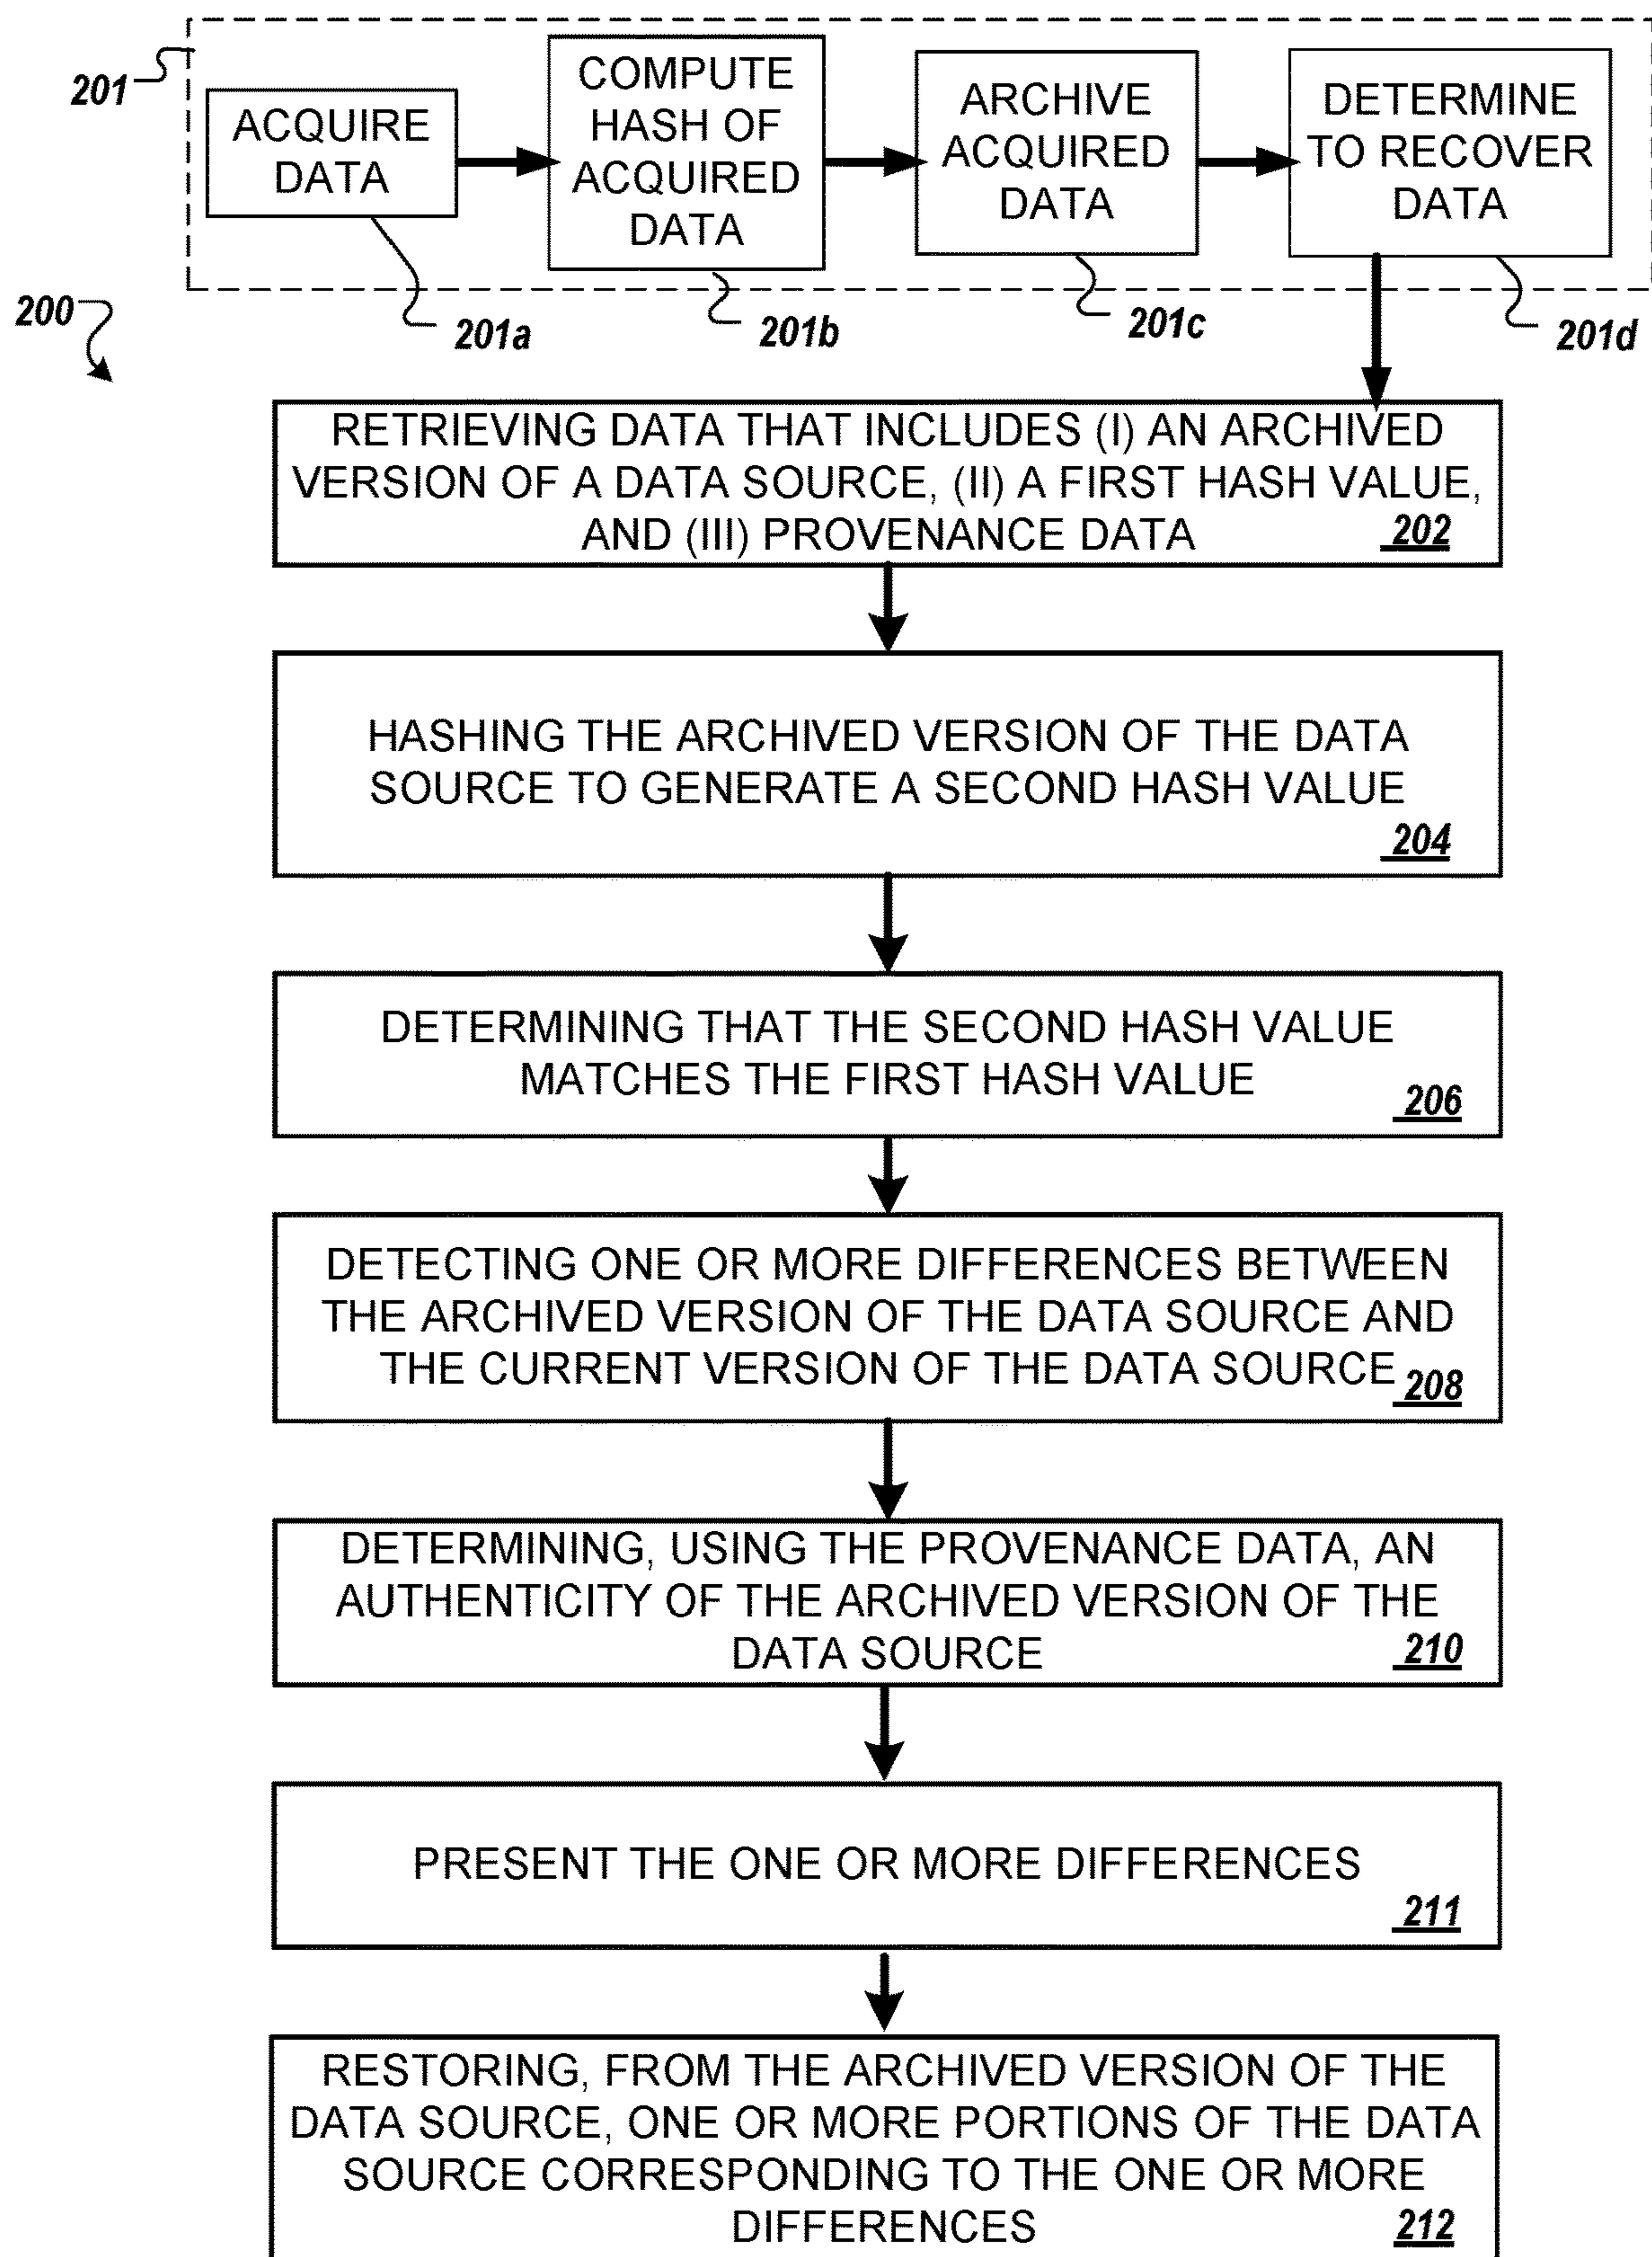 201
ACQUIRE
DATA
COMPUTE
HASH OF
ACQUIRED
DATA
ARCHIVE
ACQUIRED
DATA
DETERMINE
TO RECOVER
DATA
200
201a
201b
201c
201d
RETRIEVING DATA THAT INCLUDES (I) AN ARCHIVED
VERSION OF A DATA SOURCE, (II) A FIRST HASH VALUE,
AND (III) PROVENANCE DATA
202
HASHING THE ARCHIVED VERSION OF THE DATA
SOURCE TO GENERATE A SECOND HASH VALUE
204
DETERMINING THAT THE SECOND HASH VALUE
MATCHES THE FIRST HASH VALUE
206
DETECTING ONE OR MORE DIFFERENCES BETWEEN
THE ARCHIVED VERSION OF THE DATA SOURCE AND
THE CURRENT VERSION OF THE DATA SOURCE
208
DETERMINING, USING THE PROVENANCE DATA, AN
AUTHENTICITY OF THE ARCHIVED VERSION OF THE
DATA SOURCE
210
PRESENT THE ONE OR MORE DIFFERENCES
211
RESTORING, FROM THE ARCHIVED VERSION OF THE
DATA SOURCE, ONE OR MORE PORTIONS OF THE DATA
SOURCE CORRESPONDING TO THE ONE OR MORE
DIFFERENCES
212